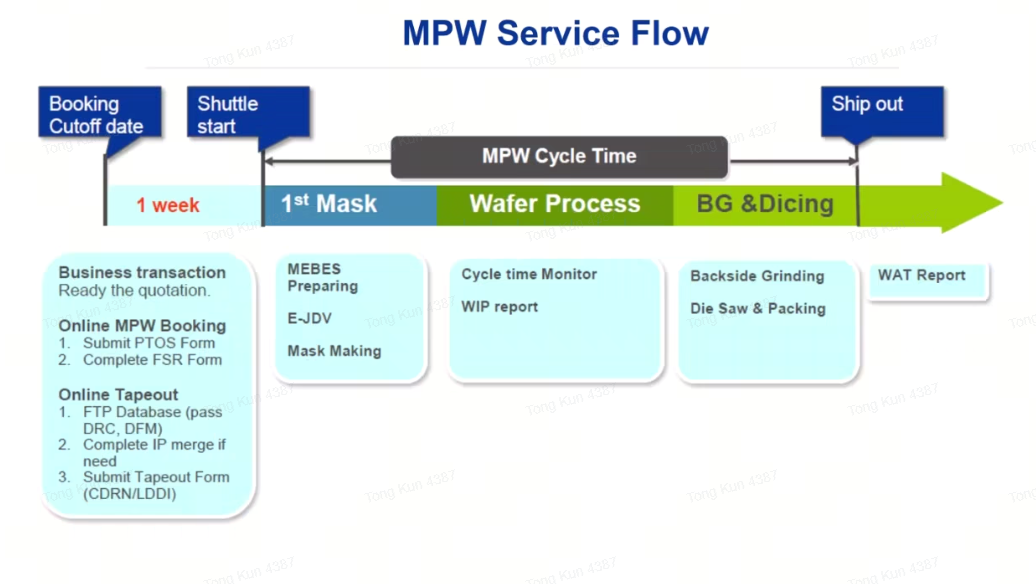 MPW Service Flow
Booking
Cutoff date
Shuttle
start
Ship out
MPW Cycle Time
1 week
1st Mask
Wafer Process
BG &Dicing
Business transaction
Ready the quotation.
Online MPW Booking
1. Submit PTOS Form
2. Complete FSR Form
Online Tapeout
1. FTP Database (pass
DRC, DFM)
2. Complete IP merge if
need
3. Submit Tapeout Form
(CDRN/LDDI)
MEBES
Preparing
E-JDV
Mask Making
Cycle time Monitor
WIP report
Backside Grinding
Die Saw & Packing
WAT Report
Tong Kun 4387